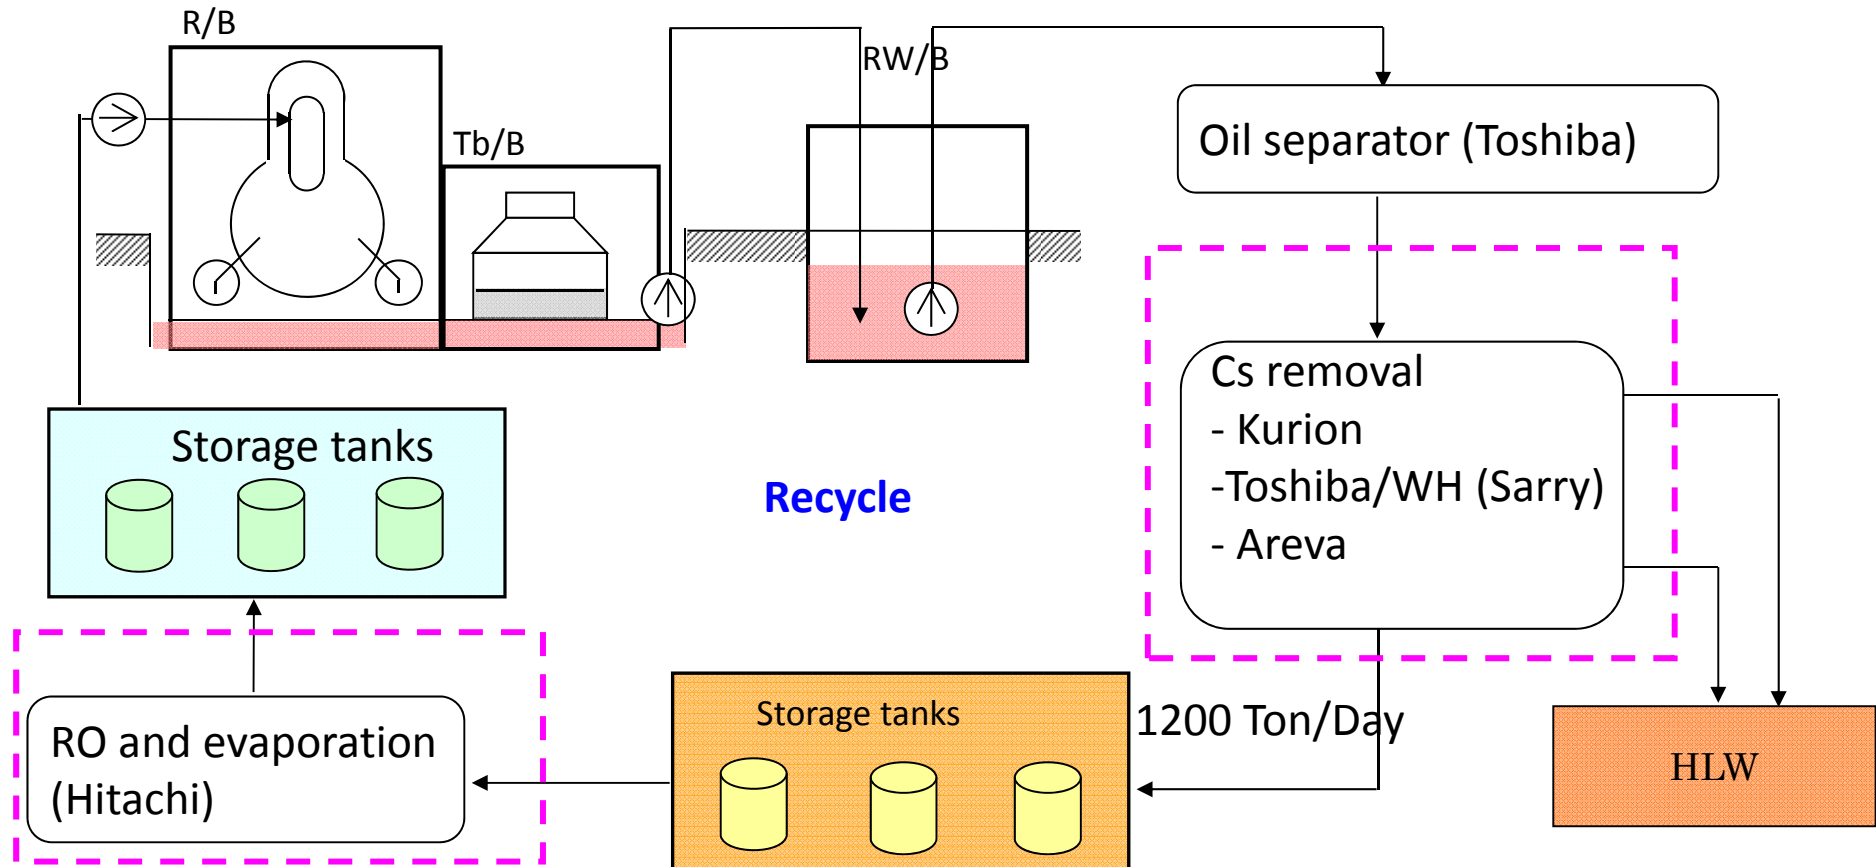 R/B
RW/B
Tb/B
Oil separator (Toshiba)
Cs removal
- Kurion
-Toshiba/WH (Sarry)
- Areva
Storage tanks
Recycle
RO and evaporation
(Hitachi)
Storage tanks
1200 Ton/Day
HLW